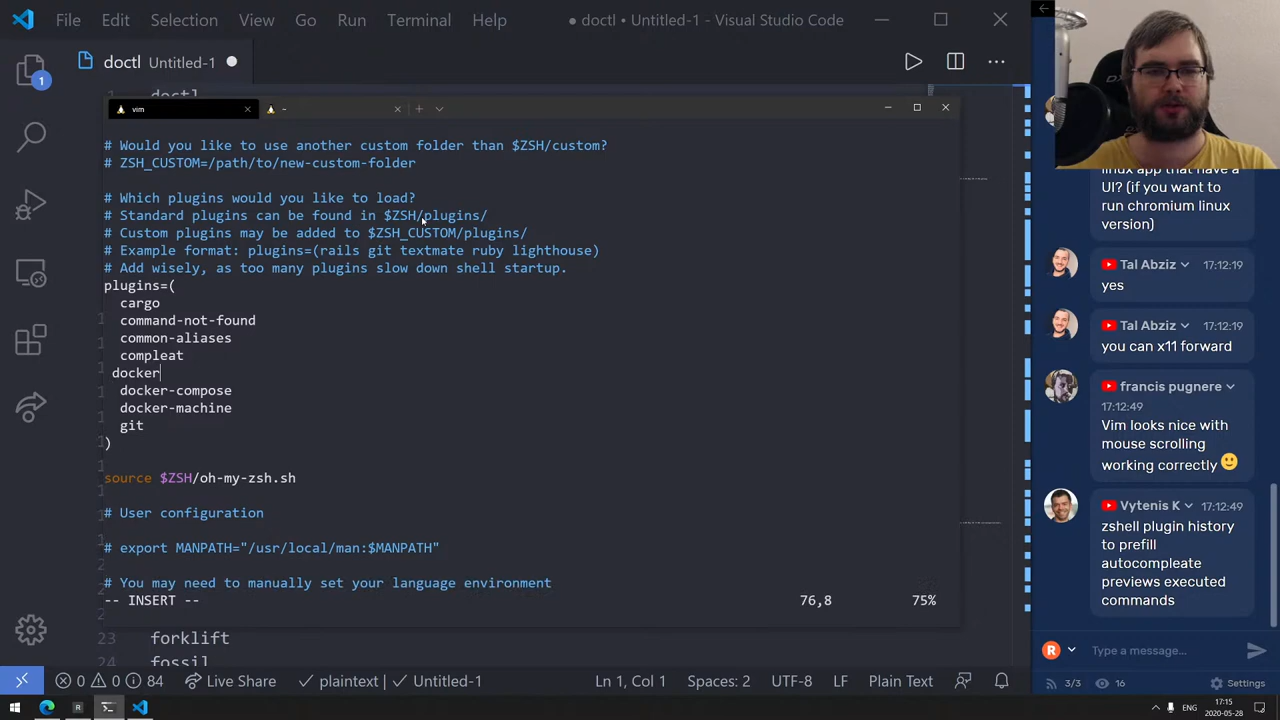 File Edit Selection View Go Run Terminal Help
● doctl • Untitled-1 - Visual Studio Code
doctl Untitled-1
1
doctl
vim
~
# Would you like to use another custom folder than $ZSH/custom?
# ZSH_CUSTOM=/path/to/new-custom-folder
# Which plugins would you like to load?
# Standard plugins can be found in $ZSH/plugins/
# Custom plugins may be added to $ZSH_CUSTOM/plugins/
# Example format: plugins=(rails git textmate ruby lighthouse)
# Add wisely, as too many plugins slow down shell startup.
plugins=(
cargo
command-not-found
common-aliases
compleat
docker
docker-compose
docker-machine
git
)
source $ZSH/oh-my-zsh.sh
# User configuration
# export MANPATH="/usr/local/man:$MANPATH"
# You may need to manually set your language environment
-- INSERT -- 76,8 75%
23 forklift
fossil
0 0 84 Live Share plaintext | Untitled-1 Ln 1, Col 1 Spaces: 2 UTF-8 LF Plain Text
linux app that have a
UI? (if you want to
run chromium linux
version)
Tal Abziz 17:12:19
yes
Tal Abziz 17:12:19
you can x11 forward
francis pugnere
17:12:49
Vim looks nice with
mouse scrolling
working correctly 🙂
Vytenis K 17:12:49
zshell plugin history
to prefill
autocompleate
previews executed
commands
R Type a message...
3/3 16 Settings
ENG 17:15
2020-05-28